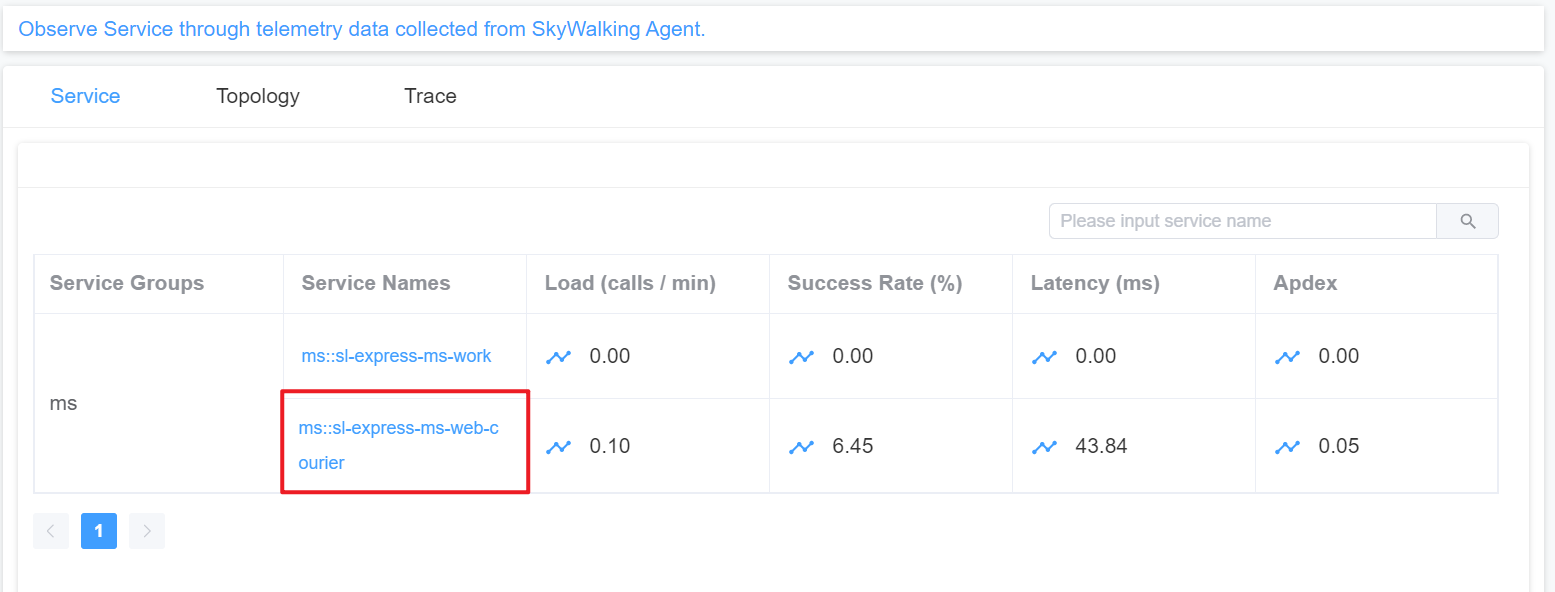 Observe Service through telemetry data collected from SkyWalking Agent.
Service Topology Trace
Please input service name
Service Groups Service Names Load (calls / min) Success Rate (%) Latency (ms) Apdex
ms::sl-express-ms-work 0.00 0.00 0.00 0.00
ms
ms::sl-express-ms-web-c
ourier 0.10 6.45 43.84 0.05
1